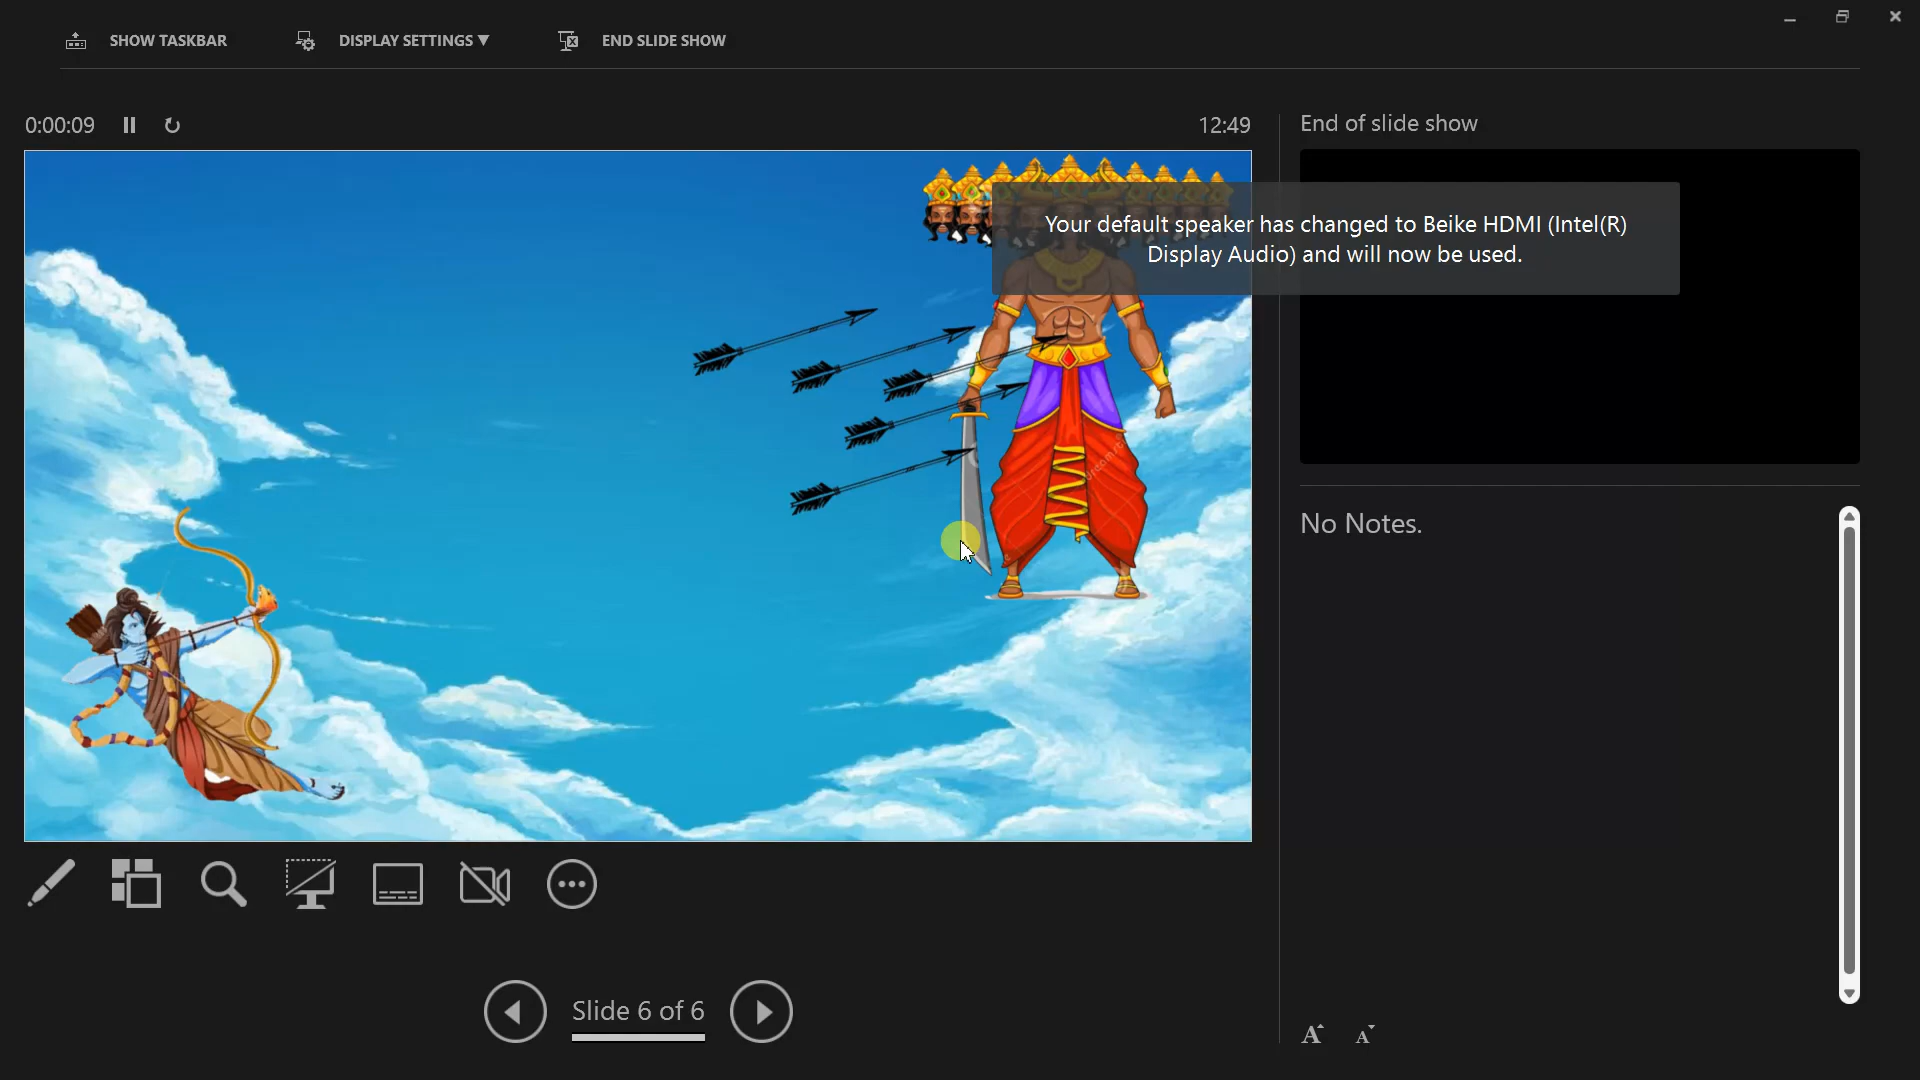 SHOW TASKBAR
DISPLAY SETTINGS ▼
END SLIDE SHOW
0:00:09
12:49
End of slide show
Your default speaker has changed to Beike HDMI (Intel(R)
Display Audio) and will now be used.
No Notes.
Slide 6 of 6
A
A